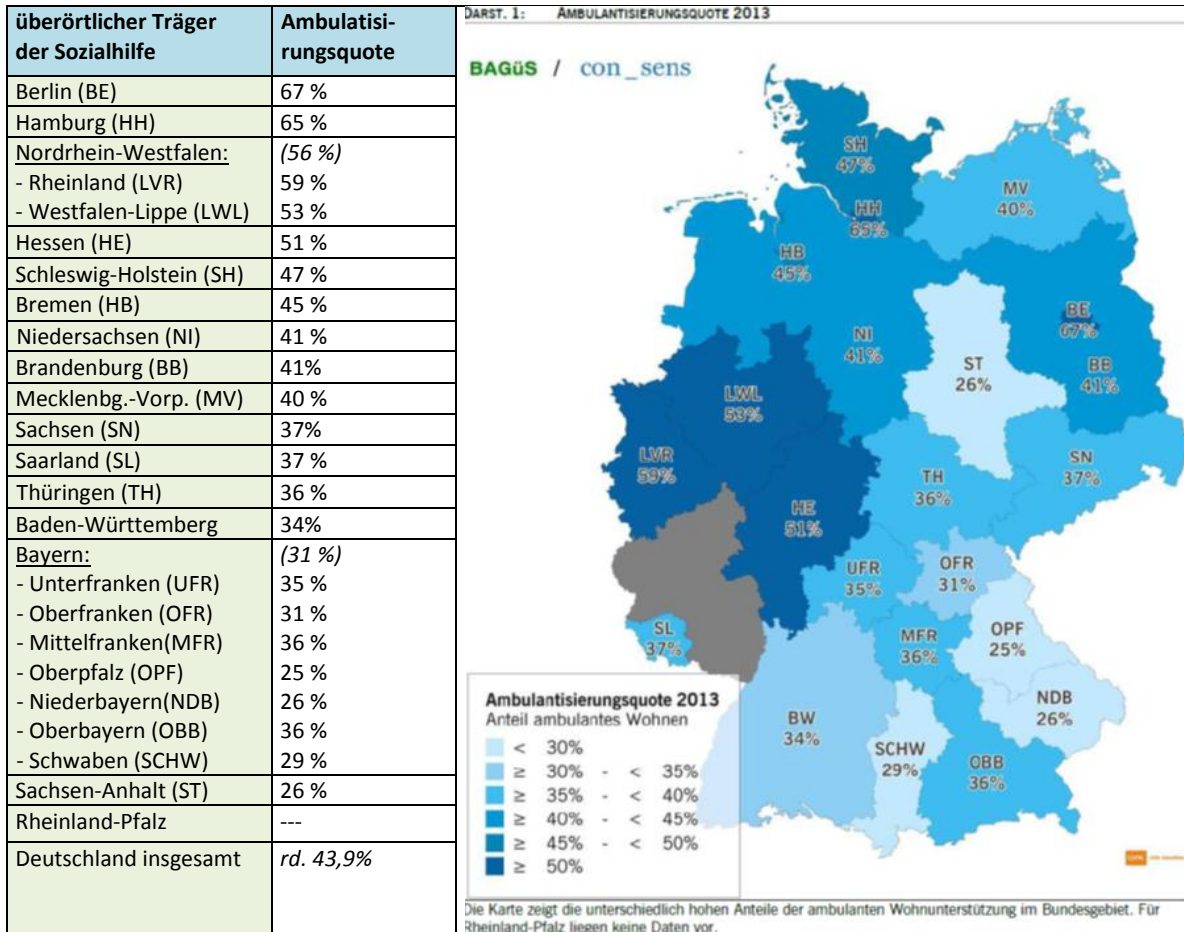 überörtlicher Träger
der Sozialhilfe
Ambulatisi-
rungsquote
Berlin (BE) 67 %
Hamburg (HH) 65 %
Nordrhein-Westfalen: (56 %)
- Rheinland (LVR) 59 %
- Westfalen-Lippe (LWL) 53 %
Hessen (HE) 51 %
Schleswig-Holstein (SH) 47 %
Bremen (HB) 45 %
Niedersachsen (NI) 41 %
Brandenburg (BB) 41%
Mecklenbg.-Vorp. (MV) 40 %
Sachsen (SN) 37%
Saarland (SL) 37 %
Thüringen (TH) 36 %
Baden-Württemberg 34%
Bayern: (31 %)
- Unterfranken (UFR) 35 %
- Oberfranken (OFR) 31 %
- Mittelfranken(MFR) 36 %
- Oberpfalz (OPF) 25 %
- Niederbayern(NDB) 26 %
- Oberbayern (OBB) 36 %
- Schwaben (SCHW) 29 %
Sachsen-Anhalt (ST) 26 %
Rheinland-Pfalz ---
Deutschland insgesamt rd. 43,9%
DARST. 1: AMBULANTISIERUNGSQUOTE 2013
BAGüS / con_sens
SH
47%
MV
40%
HH
65%
HB
45%
BE
67%
NI
41%
ST
26%
BB
41%
LWL
53%
LVR
59%
SN
37%
TH
36%
HE
51%
UFR
35%
OFR
31%
SL
37%
MFR
36%
OPF
25%
NDB
26%
BW
34%
SCHW
29%
OBB
36%
Ambulantisierungsquote 2013
Anteil ambulantes Wohnen
< 30%
≥ 30% - < 35%
≥ 35% - < 40%
≥ 40% - < 45%
≥ 45% - < 50%
≥ 50%
Die Karte zeigt die unterschiedlich hohen Anteile der ambulanten Wohnunterstützung im Bundesgebiet. Für
Rheinland-Pfalz liegen keine Daten vor.